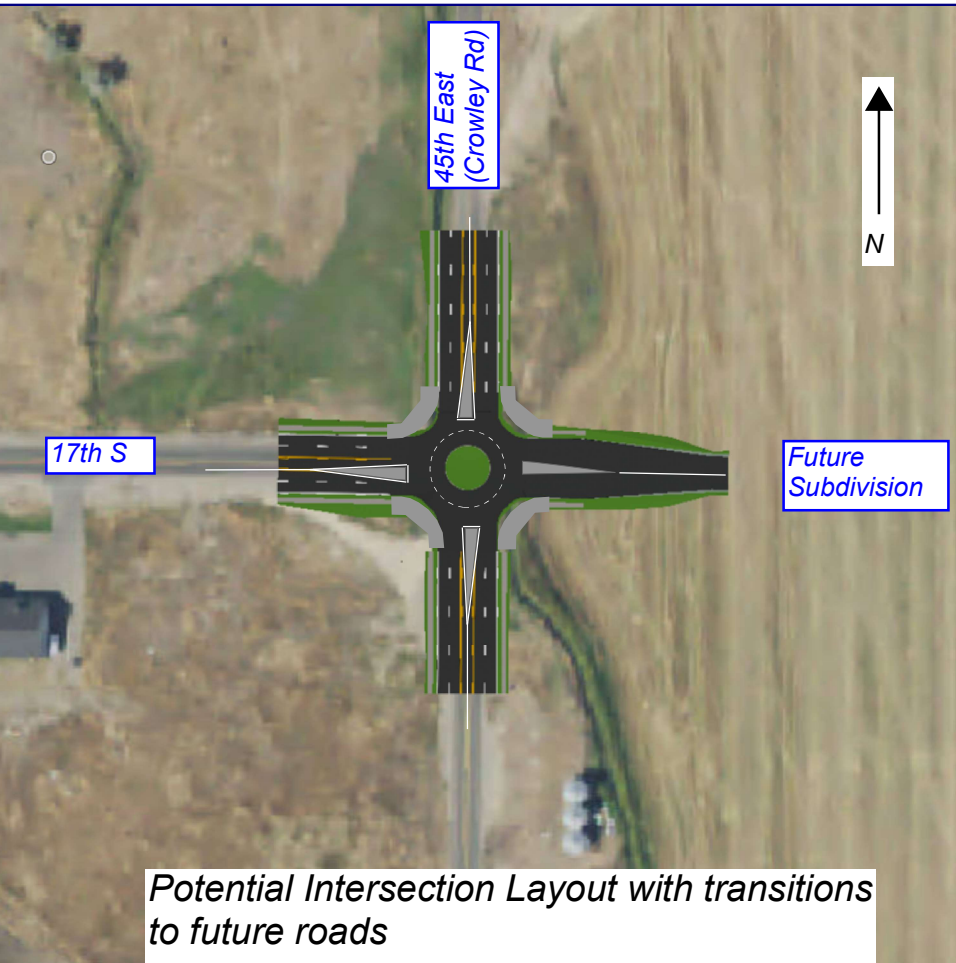 45th East
(Crowley Rd)
N
17th S
Future
Subdivision
Potential Intersection Layout with transitions
to future roads